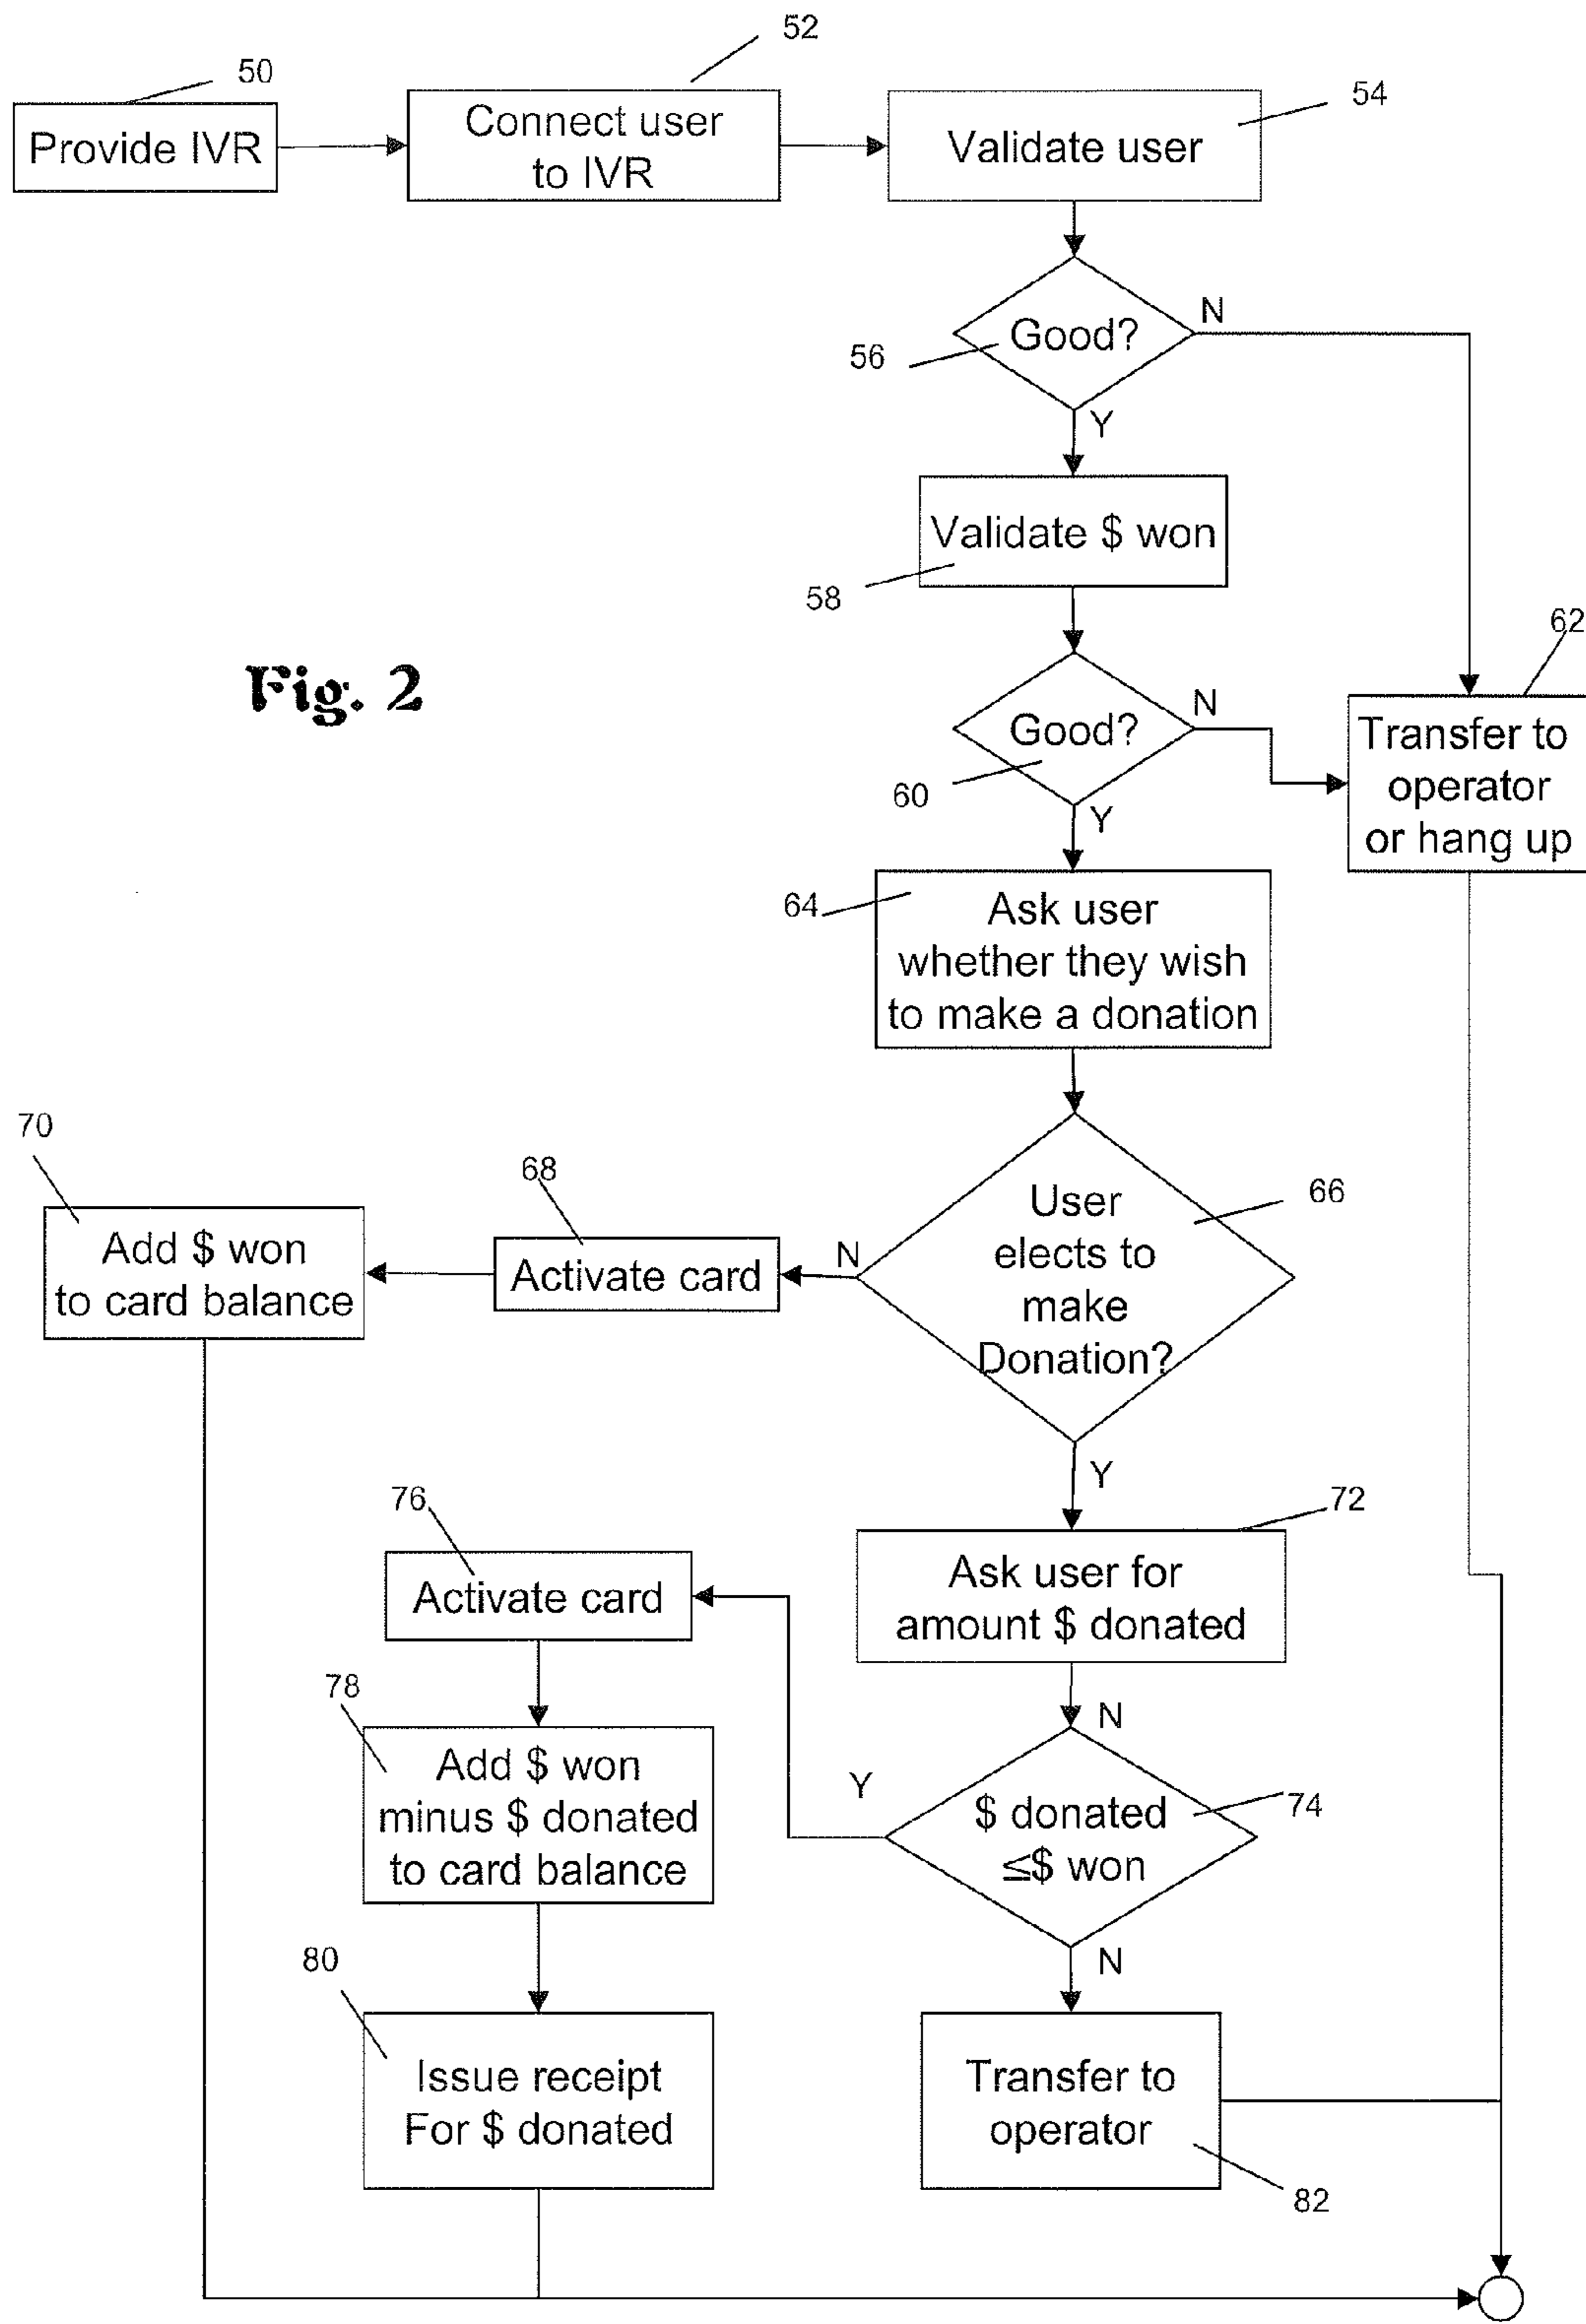 52
50
54
Provide IVR
Connect user
to IVR
Validate user
N
Good?
56
Y
Validate $ won
58
62
Fig. 2
N
Good?
60
Y
Transfer to
operator
or hang up
64
Ask user
whether they wish
to make a donation
70
68
66
User
elects to
make
Donation?
N
Activate card
Add $ won
to card balance
Y
76
72
Activate card
Ask user for
amount $ donated
78
N
Add $ won
minus $ donated
to card balance
Y
$ donated
≤$ won
74
80
N
Issue receipt
For $ donated
Transfer to
operator
82